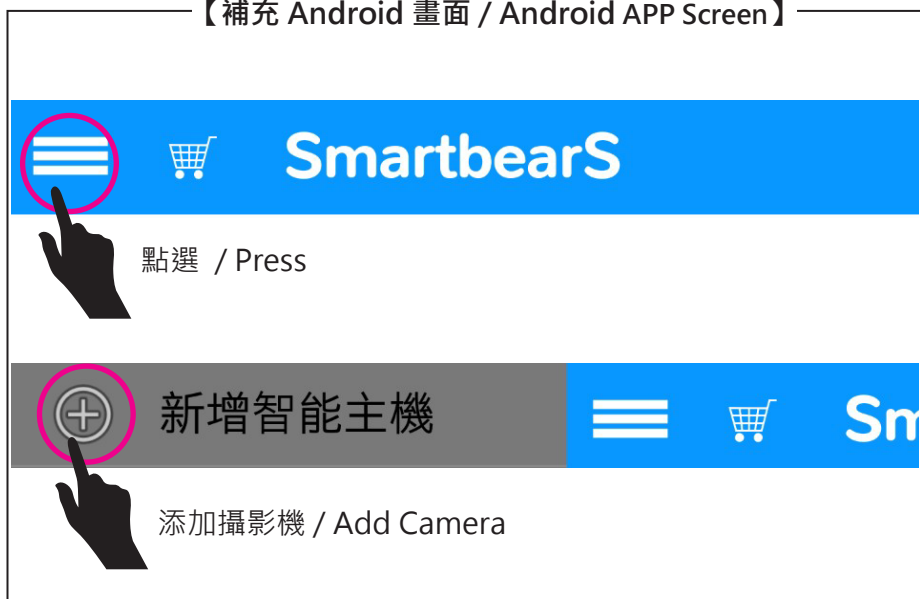 【補充 Android 畫面 / Android APP Screen】
SmartbearS
點選 / Press
新增智能主機
Sm
添加攝影機 / Add Camera